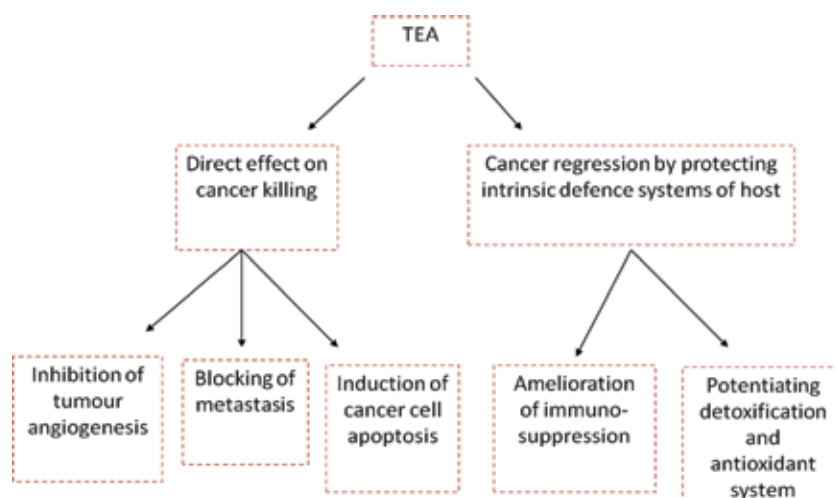 TEA
Direct effect on
cancer killing
Cancer regression by protecting
intrinsic defence systems of host
Inhibition of
tumour
angiogenesis
Blocking of
metastasis
Induction of
cancer cell
apoptosis
Amelioration
of immuno-
suppression
Potentiating
detoxification
and
antioxidant
system